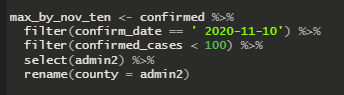 max_by_nov_ten <- confirmed %>%
filter(confirm_date == ' 2020-11-10') %>%
filter(confirmed_cases < 100) %>%
select(admin2) %>%
rename(county = admin2)